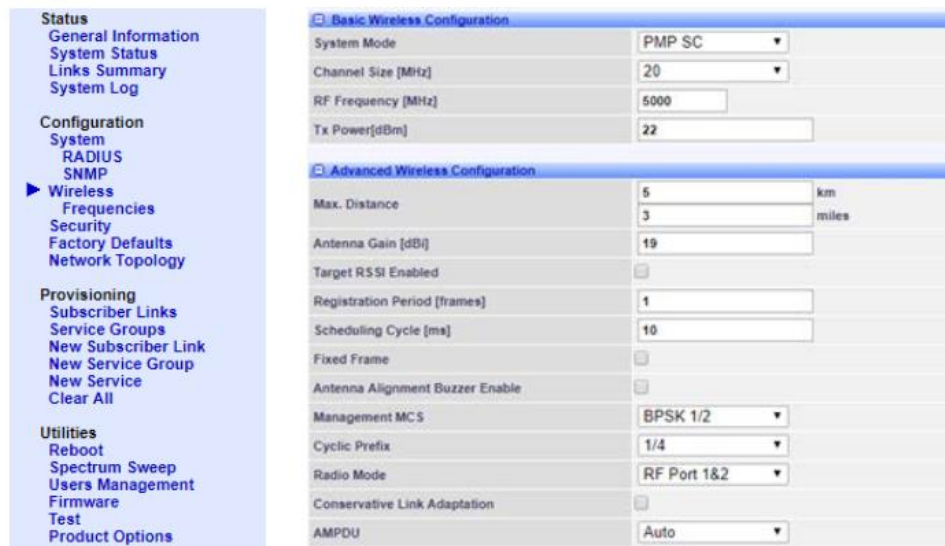 Status
General Information
System Status
Links Summary
System Log
Configuration
System
RADIUS
SNMP
Wireless
Frequencies
Security
Factory Defaults
Network Topology
Provisioning
Subscriber Links
Service Groups
New Subscriber Link
New Service Group
New Service
Clear All
Utilities
Reboot
Spectrum Sweep
Users Management
Firmware
Test
Product Options
Basic Wireless Configuration
System Mode PMP SC
Channel Size [MHz] 20
RF Frequency [MHz] 5000
Tx Power[dBm] 22
Advanced Wireless Configuration
Max. Distance 5 km
3 miles
Antenna Gain [dBi] 19
Target RSSI Enabled
Registration Period [frames] 1
Scheduling Cycle [ms] 10
Fixed Frame
Antenna Alignment Buzzer Enable
Management MCS BPSK 1/2
Cyclic Prefix 1/4
Radio Mode RF Port 1&2
Conservative Link Adaptation
AMPDU Auto